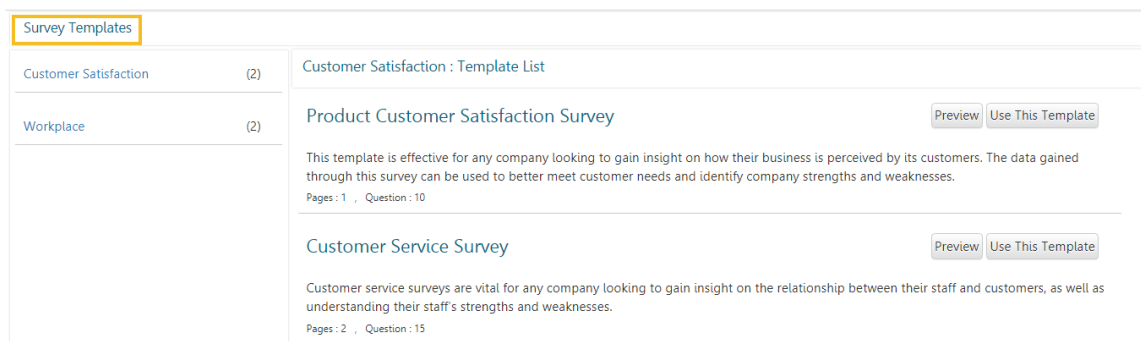 Survey Templates
Customer Satisfaction (2)
Workplace (2)
Customer Satisfaction : Template List
Product Customer Satisfaction Survey
Preview Use This Template
This template is effective for any company looking to gain insight on how their business is perceived by its customers. The data gained
through this survey can be used to better meet customer needs and identify company strengths and weaknesses.
Pages : 1 , Question : 10
Customer Service Survey
Preview Use This Template
Customer service surveys are vital for any company looking to gain insight on the relationship between their staff and customers, as well as
understanding their staff's strengths and weaknesses.
Pages : 2 , Question : 15